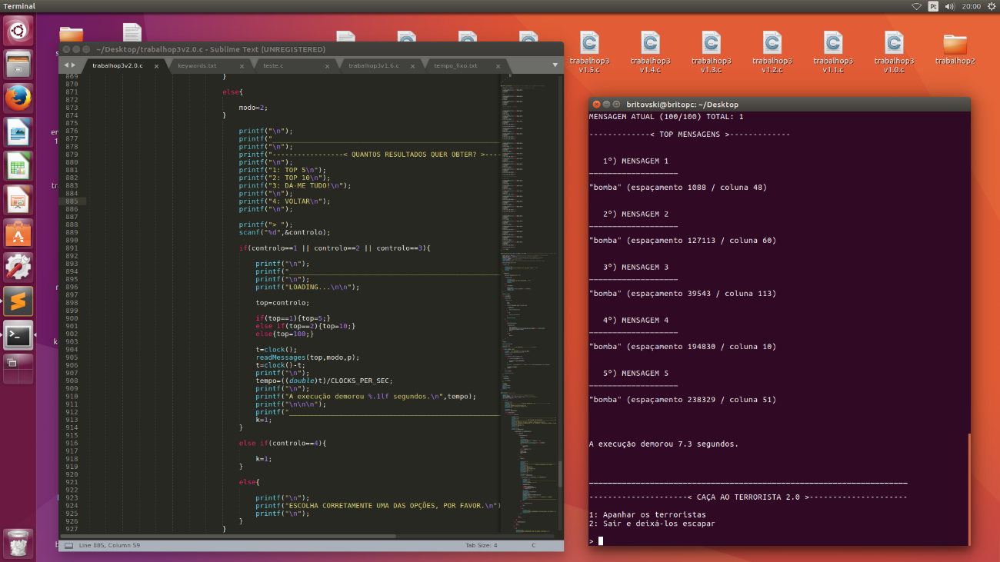 Terminal
Pt
20:00
trabalhop3
v1.5.c
trabalhop3
v1.4.c
trabalhop3
v1.3.c
trabalhop3
v1.2.c
trabalhop3
v1.1.c
trabalhop3
v1.0.c
trabalhop2
~/Desktop/trabalhop3v2.0.c - Sublime Text (UNREGISTERED)
trabalhop3v2.0.c
keywords.txt
teste.c
trabalhop3v1.6.c
tempo_fixo.txt
869 }
870
871 else{
872
873 modo=2;
874 }
875
876 printf("\n");
877 printf("_____________________________________________
878 printf("\n");
879 printf("-----------------< QUANTOS RESULTADOS QUER OBTER? >----
880 printf("\n");
881 printf("1: TOP 5\n");
882 printf("2: TOP 10\n");
883 printf("3: DÁ-ME TUDO!\n");
884 printf("\n");
885 printf("4: VOLTAR\n");
886 printf("\n");
887
888 printf("> ");
889 scanf("%d",&controlo);
890
891 if(controlo==1 || controlo==2 || controlo==3){
892
893 printf("\n");
894 printf("_____________________________________________
895 printf("\n");
896 printf("LOADING...\n\n");
897
898 top=controlo;
899
900 if(top==1){top=5;}
901 else if(top==2){top=10;}
902 else{top=100;}
903
904 t=clock();
905 readMessages(top,modo,p);
906 t=clock()-t;
907 printf("\n");
908 tempo=((double)t)/CLOCKS_PER_SEC;
909 printf("\n");
910 printf("A execução demorou %.1lf segundos.\n",tempo);
911 printf("\n\n\n");
912 printf("_____________________________________________
913 k=1;
914 }
915
916 else if(controlo==4){
917
918 k=1;
919 }
920
921 else{
922
923 printf("\n");
924 printf("ESCOLHA CORRETAMENTE UMA DAS OPÇÕES, POR FAVOR.\n")
925 printf("\n");
926 }
927 }
Line 885, Column 59
Tab Size: 4
C
britovski@britopc: ~/Desktop
MENSAGEM ATUAL (100/100) TOTAL: 1
-------------< TOP MENSAGENS >-------------
1º) MENSAGEM 1
___________________
"bomba" (espaçamento 1088 / coluna 48)
2º) MENSAGEM 2
___________________
"bomba" (espaçamento 127113 / coluna 60)
3º) MENSAGEM 3
___________________
"bomba" (espaçamento 39543 / coluna 113)
4º) MENSAGEM 4
___________________
"bomba" (espaçamento 194830 / coluna 10)
5º) MENSAGEM 5
___________________
"bomba" (espaçamento 238329 / coluna 51)
A execução demorou 7.3 segundos.
____________________________________________________________________
---------------------< CAÇA AO TERRORISTA 2.0 >---------------------
1: Apanhar os terroristas
2: Sair e deixá-los escapar
>